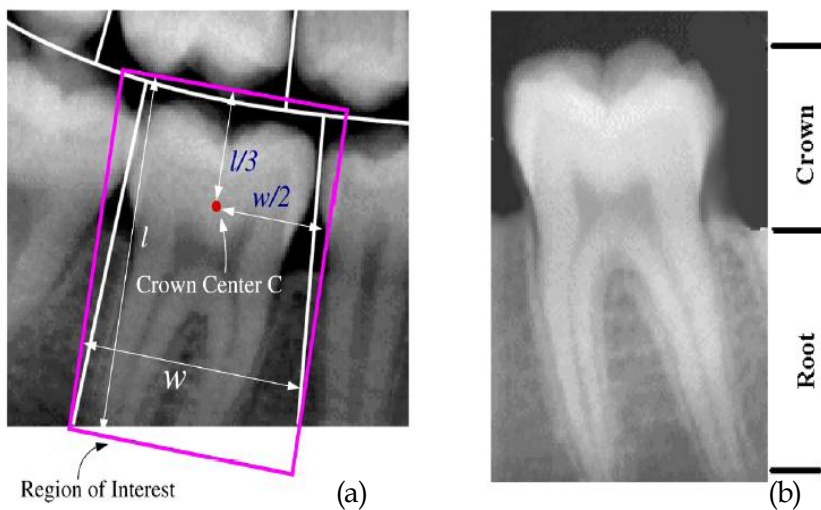 l/3
w/2
l
Crown Center C
W
Region of Interest
(a)
Crown
Root
(b)